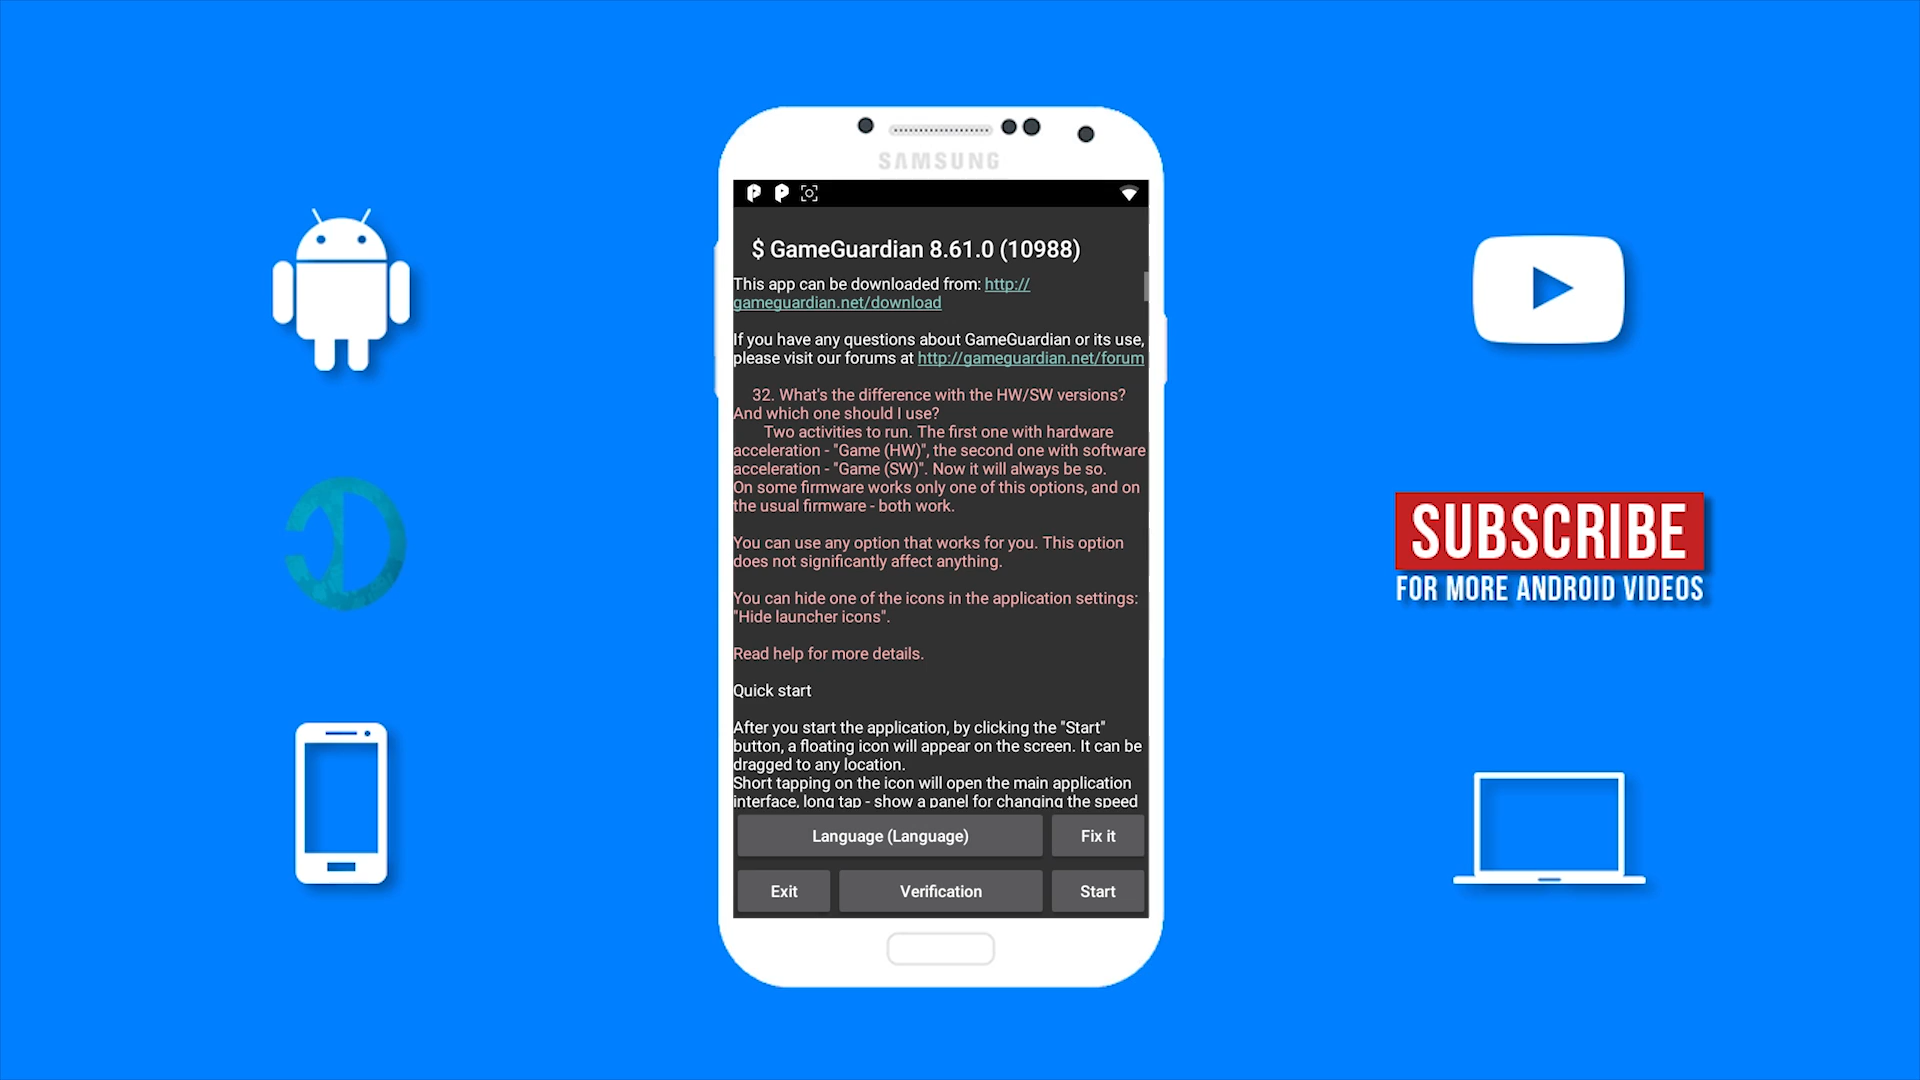 SAMSUNG
$ GameGuardian 8.61.0 (10988)
This app can be downloaded from: http://
gameguardian.net/download
If you have any questions about GameGuardian or its use,
please visit our forums at http://gameguardian.net/forum
32. What's the difference with the HW/SW versions?
And which one should I use?
Two activities to run. The first one with hardware
acceleration - "Game (HW)", the second one with software
acceleration - "Game (SW)". Now it will always be so.
On some firmware works only one of this options, and on
the usual firmware - both work.
You can use any option that works for you. This option
does not significantly affect anything.
You can hide one of the icons in the application settings:
"Hide launcher icons".
Read help for more details.
Quick start
After you start the application, by clicking the "Start"
button, a floating icon will appear on the screen. It can be
dragged to any location.
Short tapping on the icon will open the main application
interface, long tap - show a panel for changing the speed
Language (Language)
Fix it
Exit
Verification
Start
SUBSCRIBE
FOR MORE ANDROID VIDEOS